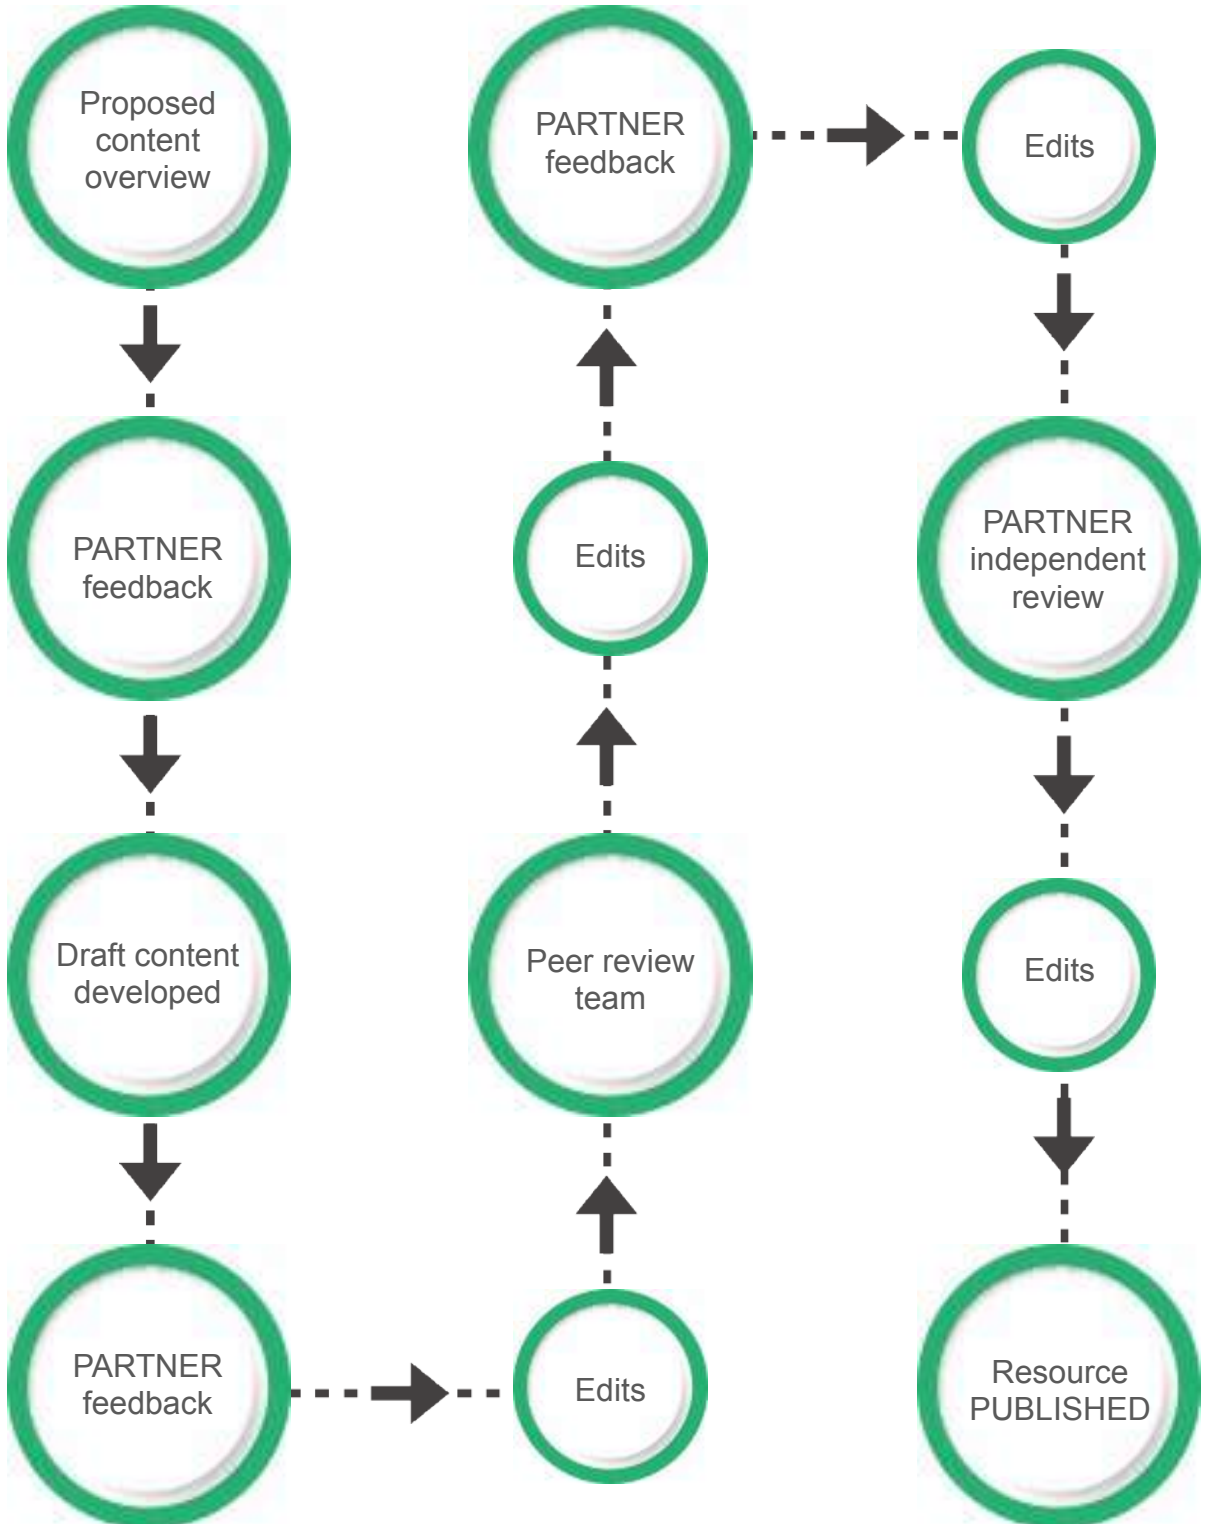 Proposed
content
overview
PARTNER
feedback
Draft content
developed
PARTNER
feedback
Edits
Peer review
team
Edits
PARTNER
feedback
Edits
PARTNER
independent
review
Edits
Resource
PUBLISHED